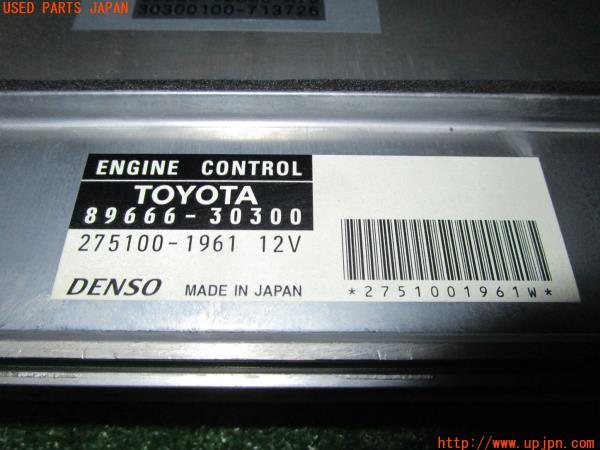 USED PARTS JAPAN
30300100-713726
ENGINE CONTROL
TOYOTA
89666-30300
275100-1961 12V
DENSO MADE IN JAPAN
*2751001961W*
http://www.upjpn.com/